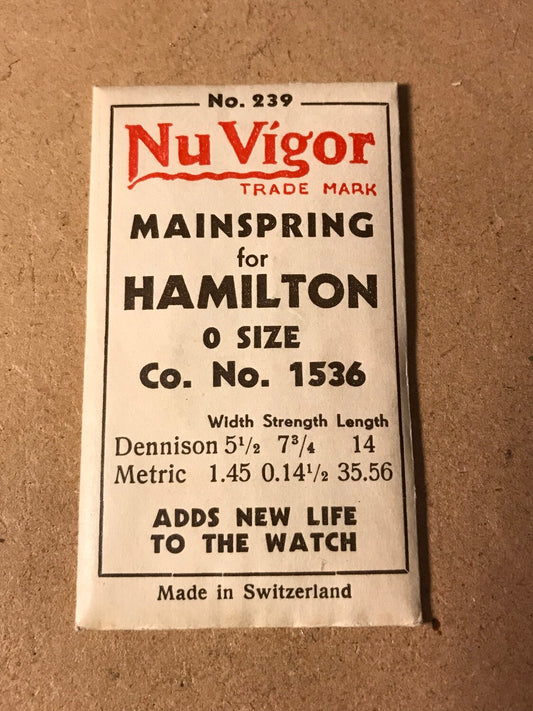 No. 239
Nu Vigor
TRADE MARK
MAINSPRING
for
HAMILTON
0 SIZE
Co. No. 1536
Width Strength Length
Dennison 5½ 7¾ 14
Metric 1.45 0.14½ 35.56
ADDS NEW LIFE
TO THE WATCH
Made in Switzerland